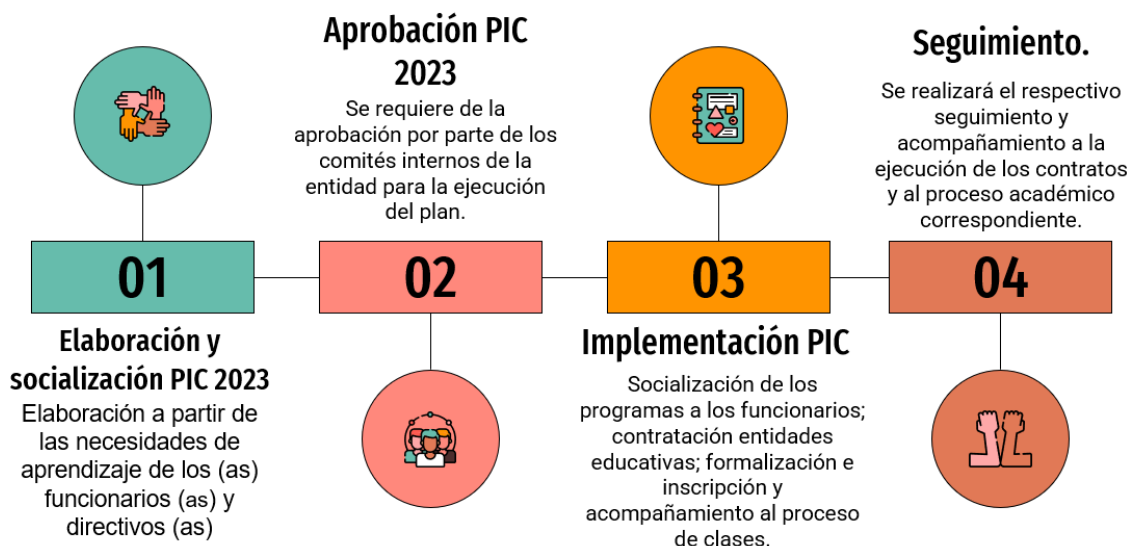 01
Elaboración y
socialización PIC 2023
Elaboración a partir de
las necesidades de
aprendizaje de los (as)
funcionarios (as) y
directivos (as)
Aprobación PIC
2023
Se requiere de la
aprobación por parte de los
comités internos de la
entidad para la ejecución
del plan.
02
03
Implementación PIC
Socialización de los
programas a los funcionarios;
contratación entidades
educativas; formalización e
inscripción y
acompañamiento al proceso
de clases.
Seguimiento.
Se realizará el respectivo
seguimiento y
acompañamiento a la
ejecución de los contratos
y al proceso académico
correspondiente.
04